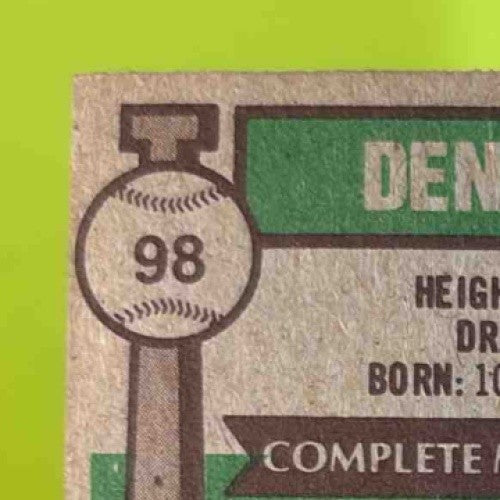 98
DEN
HEIGH
DR
BORN: 10
COMPLETE M